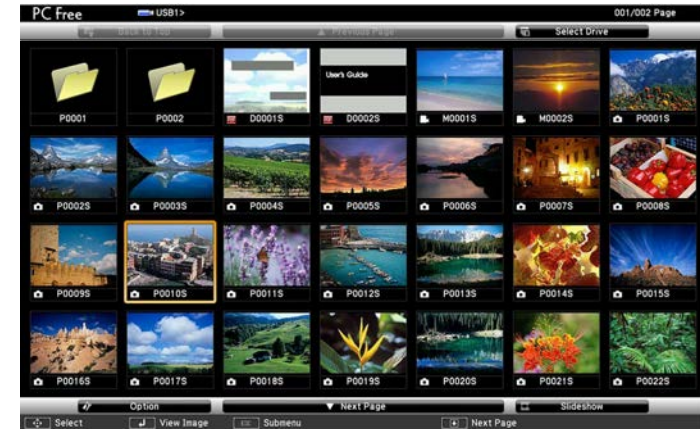 PC Free USB1> 001/002 Page
Back to Top ▲ Previous Page Select Drive
User's Guide
P0001 P0002 D0001S D0002S M0001S M0002S P0001S
P0002S P0003S P0004S P0005S P0006S P0007S P0008S
P0009S P0010S P0011S P0012S P0013S P0014S P0015S
P0016S P0017S P0018S P0019S P0020S P0021S P0022S
Option ▼ Next Page Slideshow
Select View Image Esc Submenu [+] Next Page